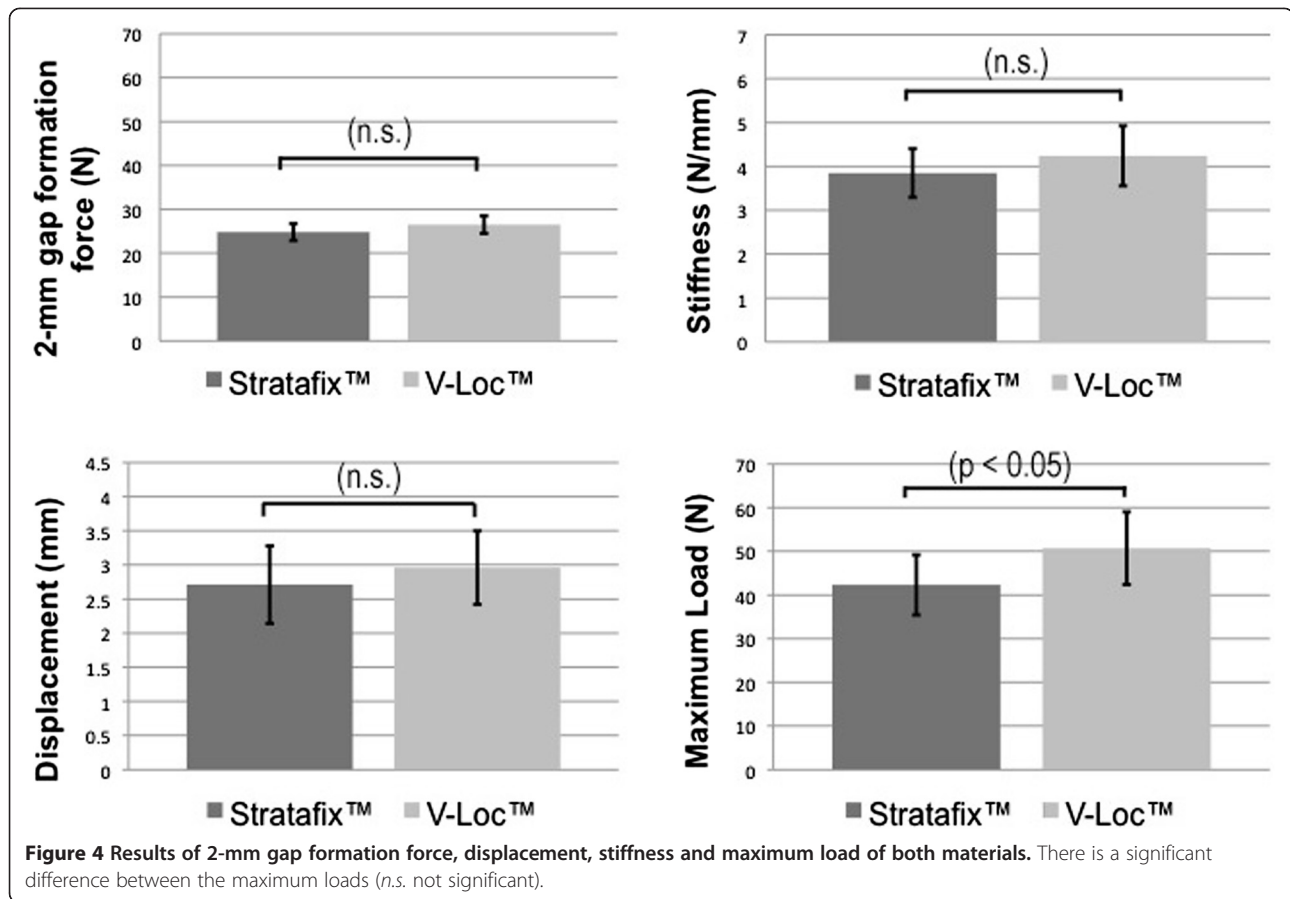 2-mm gap formation
force (N)
70
60
50
40
30
20
10
0
(n.s.)
Stratafix™ V-Loc™
Stiffness (N/mm)
7
6
5
4
3
2
1
0
(n.s.)
Stratafix™ V-Loc™
Displacement (mm)
4.5
4
3.5
3
2.5
2
1.5
1
0.5
0
(n.s.)
Stratafix™ V-Loc™
Maximum Load (N)
70
60
50
40
30
20
10
0
(p < 0.05)
Stratafix™ V-Loc™
Figure 4 Results of 2-mm gap formation force, displacement, stiffness and maximum load of both materials. There is a significant
difference between the maximum loads (n.s. not significant).